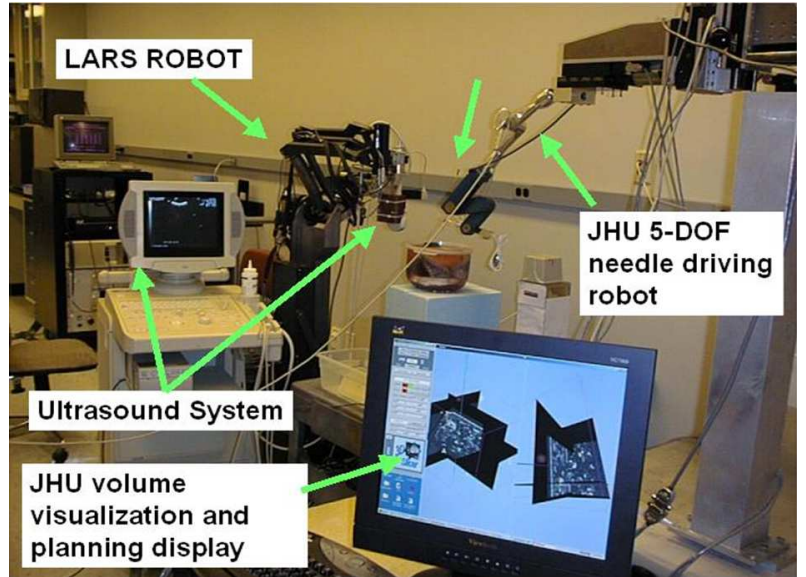 LARS ROBOT
JHU 5-DOF
needle driving
robot
Ultrasound System
JHU volume
visualization and
planning display